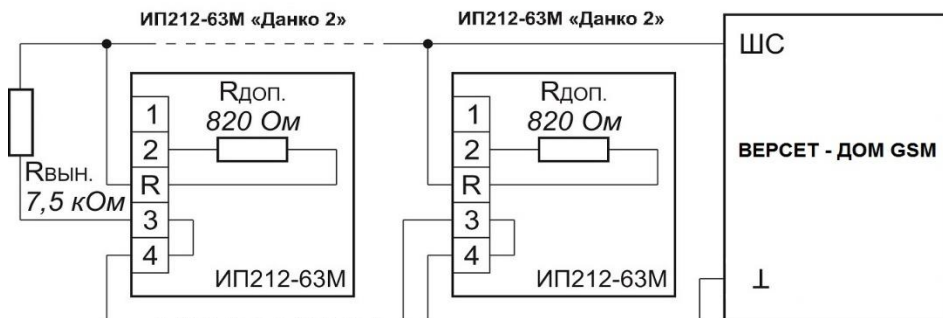 ИП212-63М «Данко 2»
ИП212-63М «Данко 2»
ШС
Rдоп.
820 Ом
Rдоп.
820 Ом
1
2
R
3
4
1
2
R
3
4
ВЕРСЕТ - ДОМ GSM
Rвын.
7,5 кОм
ИП212-63М
ИП212-63М
⊥